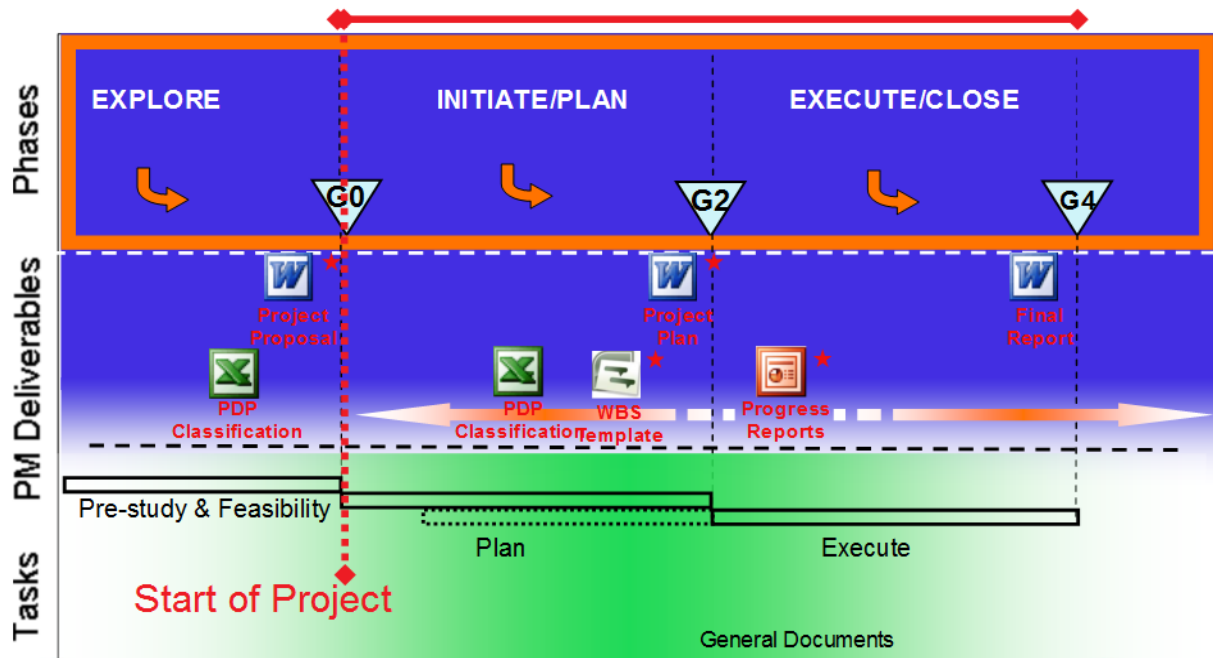 Phases
EXPLORE
INITIATE/PLAN
EXECUTE/CLOSE
G0
G2
G4
PM Deliverables
W
Project
Proposal
W
Project
Plan
W
Final
Report
X
PDP
Classification
X
PDP
Classification
WBS
Template
Progress
Reports
Tasks
Pre-study & Feasibility
Plan
Execute
Start of Project
General Documents